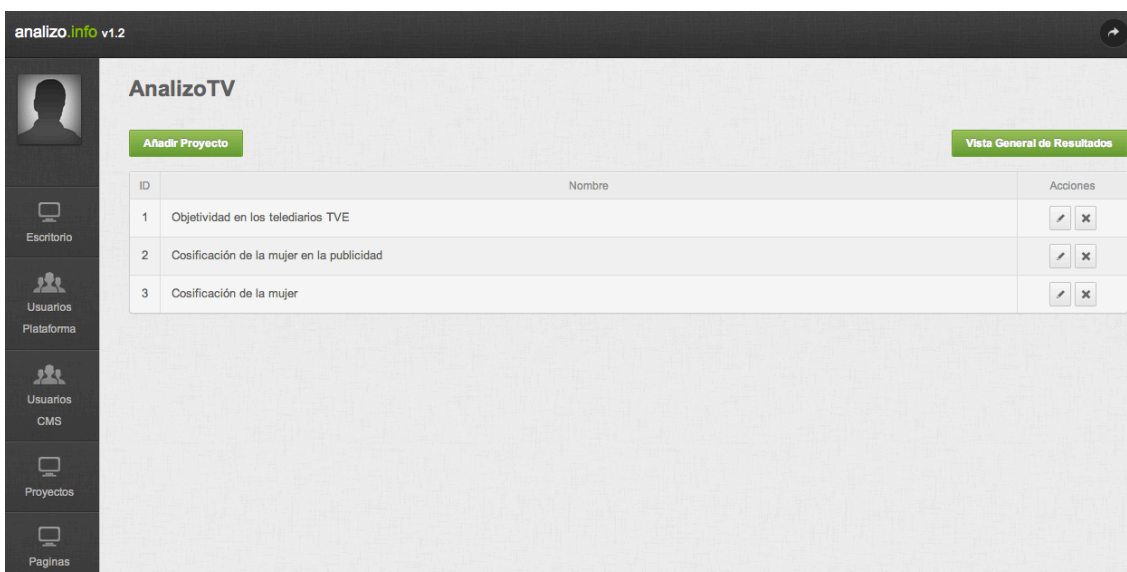 analizo.info v1.2
AnalizoTV
Añadir Proyecto
Vista General de Resultados
ID Nombre Acciones
1 Objetividad en los telediarios TVE
2 Cosificación de la mujer en la publicidad
3 Cosificación de la mujer
Escritorio
Usuarios
Plataforma
Usuarios
CMS
Proyectos
Paginas